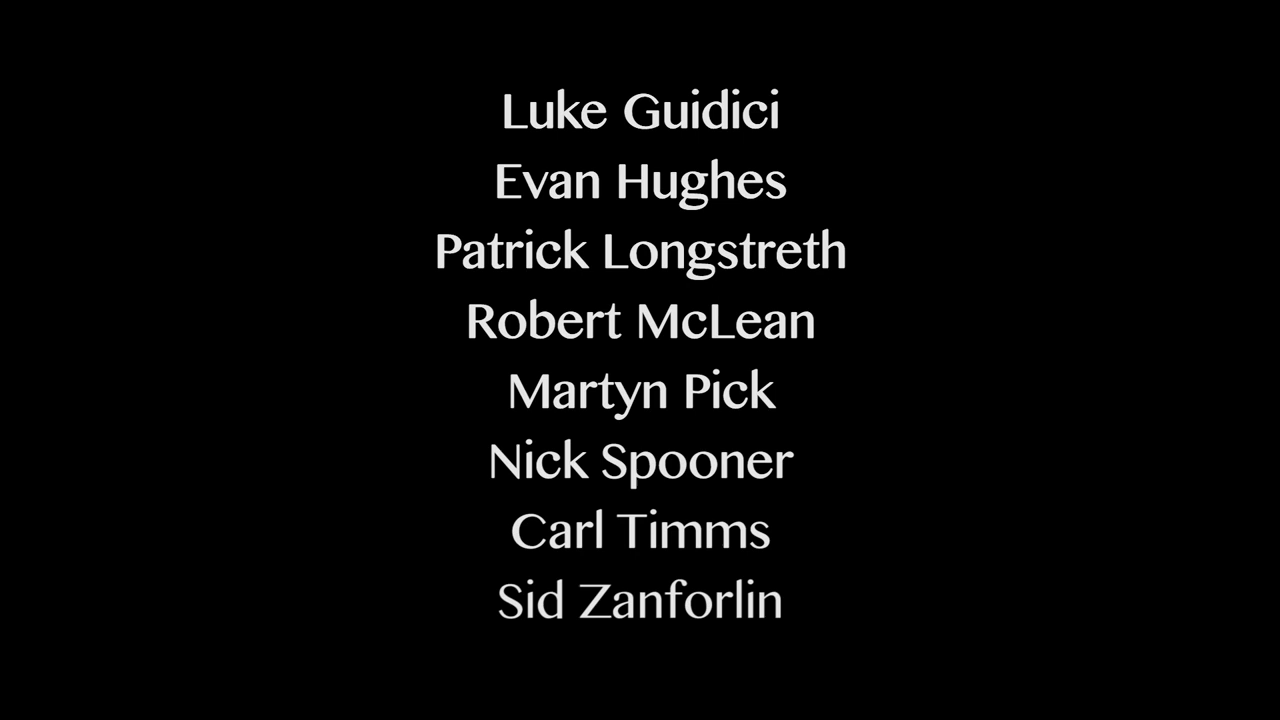 Luke Guidici
Evan Hughes
Patrick Longstreth
Robert McLean
Martyn Pick
Nick Spooner
Carl Timms
Sid Zanforlin